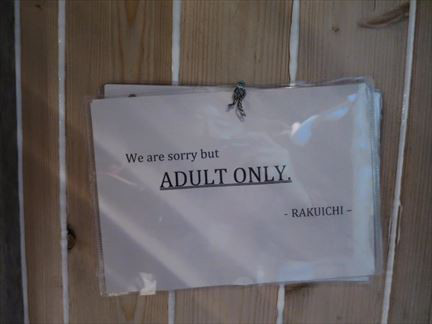 We are sorry but
ADULT ONLY.
- RAKUICHI –